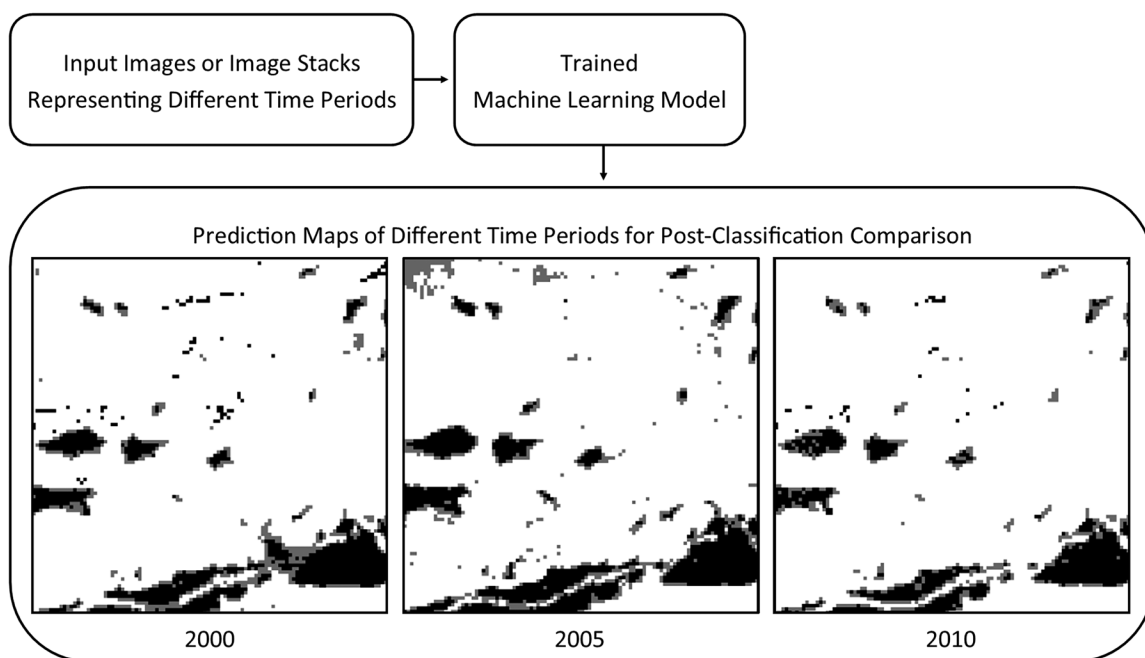 Input Images or Image Stacks
Representing Different Time Periods
Trained
Machine Learning Model
Prediction Maps of Different Time Periods for Post-Classification Comparison
2000
2005
2010